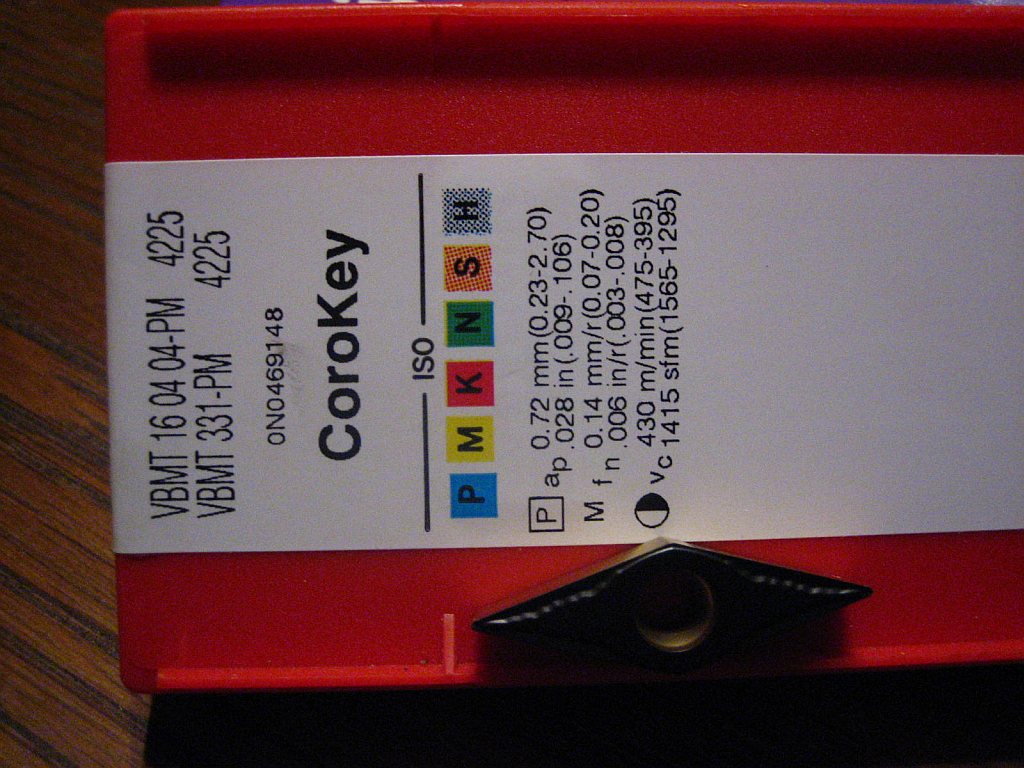 VBMT 16 04 04-PM 4225
VBMT 331-PM 4225
0N0469148
CoroKey
ISO
P M K N S H
P ap 0.72 mm(0.23-2.70)
.028 in(.009-.106)
M fn 0.14 mm/r(0.07-0.20)
.006 in/r(.003-.008)
vc 430 m/min(475-395)
1415 sfm(1565-1295)